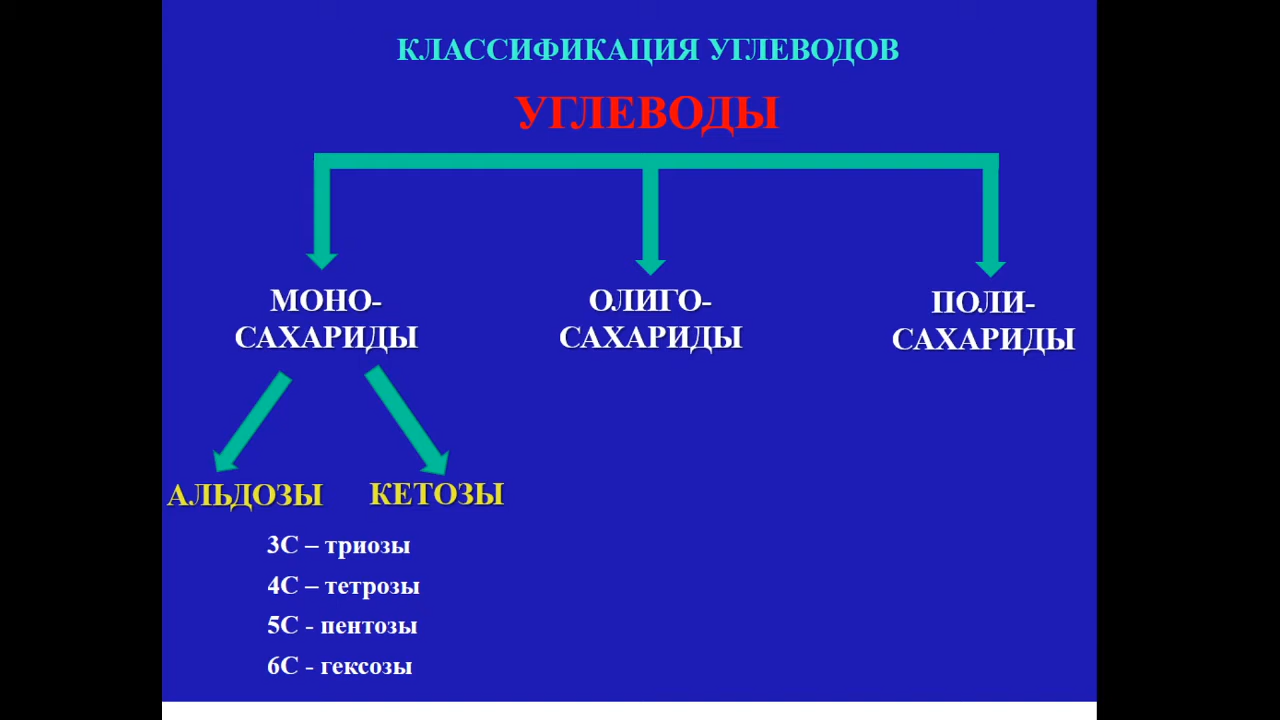 КЛАССИФИКАЦИЯ УГЛЕВОДОВ
УГЛЕВОДЫ
МОНО-
САХАРИДЫ
ОЛИГО-
САХАРИДЫ
ПОЛИ-
САХАРИДЫ
АЛЬДОЗЫ
КЕТОЗЫ
3С – триозы
4С – тетрозы
5С - пентозы
6С - гексозы